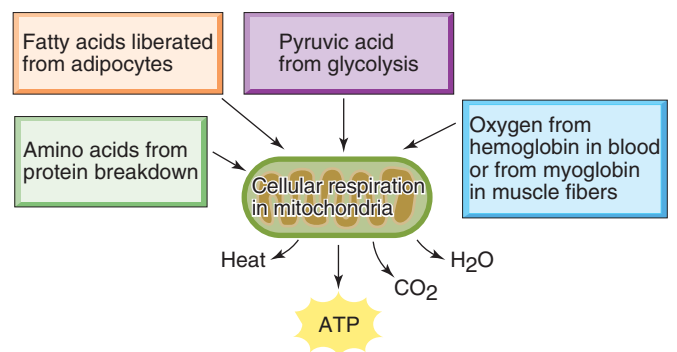 Fatty acids liberated
from adipocytes
Pyruvic acid
from glycolysis
Amino acids from
protein breakdown
Oxygen from
hemoglobin in blood
or from myoglobin
in muscle fibers
Cellular respiration
in mitochondria
Heat
ATP
CO2
H2O